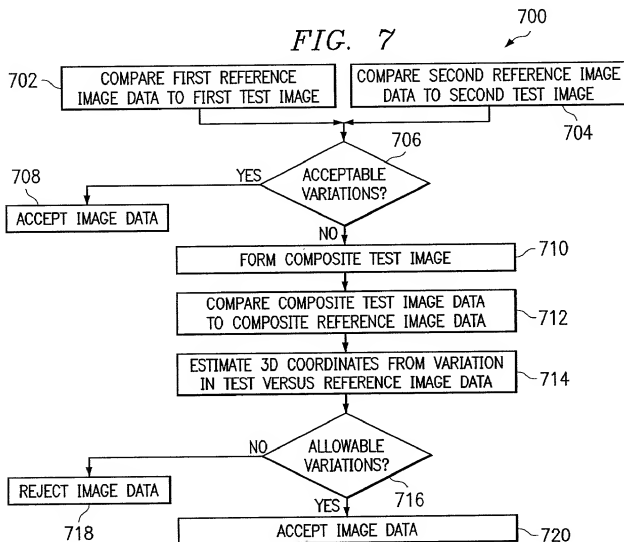 FIG. 7
700
702
COMPARE FIRST REFERENCE
IMAGE DATA TO FIRST TEST IMAGE
COMPARE SECOND REFERENCE IMAGE
DATA TO SECOND TEST IMAGE
704
706
ACCEPTABLE
VARIATIONS?
YES
708
ACCEPT IMAGE DATA
NO
FORM COMPOSITE TEST IMAGE
710
COMPARE COMPOSITE TEST IMAGE DATA
TO COMPOSITE REFERENCE IMAGE DATA
712
ESTIMATE 3D COORDINATES FROM VARIATION
IN TEST VERSUS REFERENCE IMAGE DATA
714
ALLOWABLE
VARIATIONS?
NO
716
REJECT IMAGE DATA
718
YES
ACCEPT IMAGE DATA
720